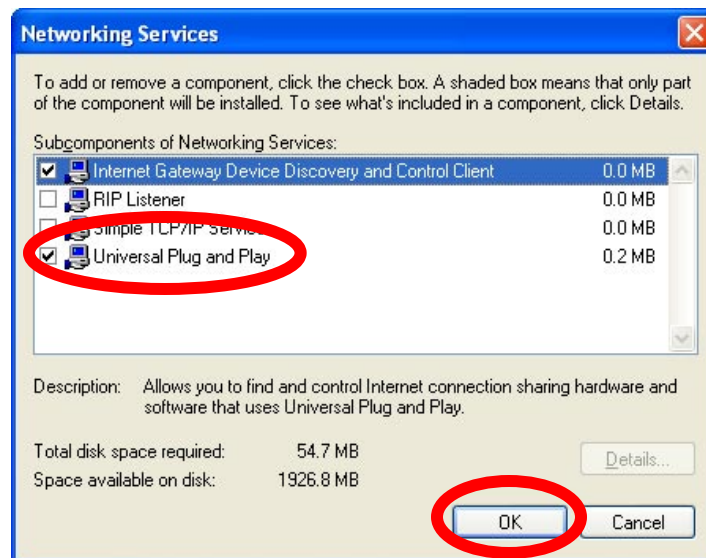 Networking Services
To add or remove a component, click the check box. A shaded box means that only part
of the component will be installed. To see what's included in a component, click Details.
Subcomponents of Networking Services:
Internet Gateway Device Discovery and Control Client 0.0 MB
RIP Listener 0.0 MB
Simple TCP/IP Services 0.0 MB
Universal Plug and Play 0.2 MB
Description: Allows you to find and control Internet connection sharing hardware and
software that uses Universal Plug and Play.
Total disk space required: 54.7 MB
Details...
Space available on disk: 1926.8 MB
OK Cancel